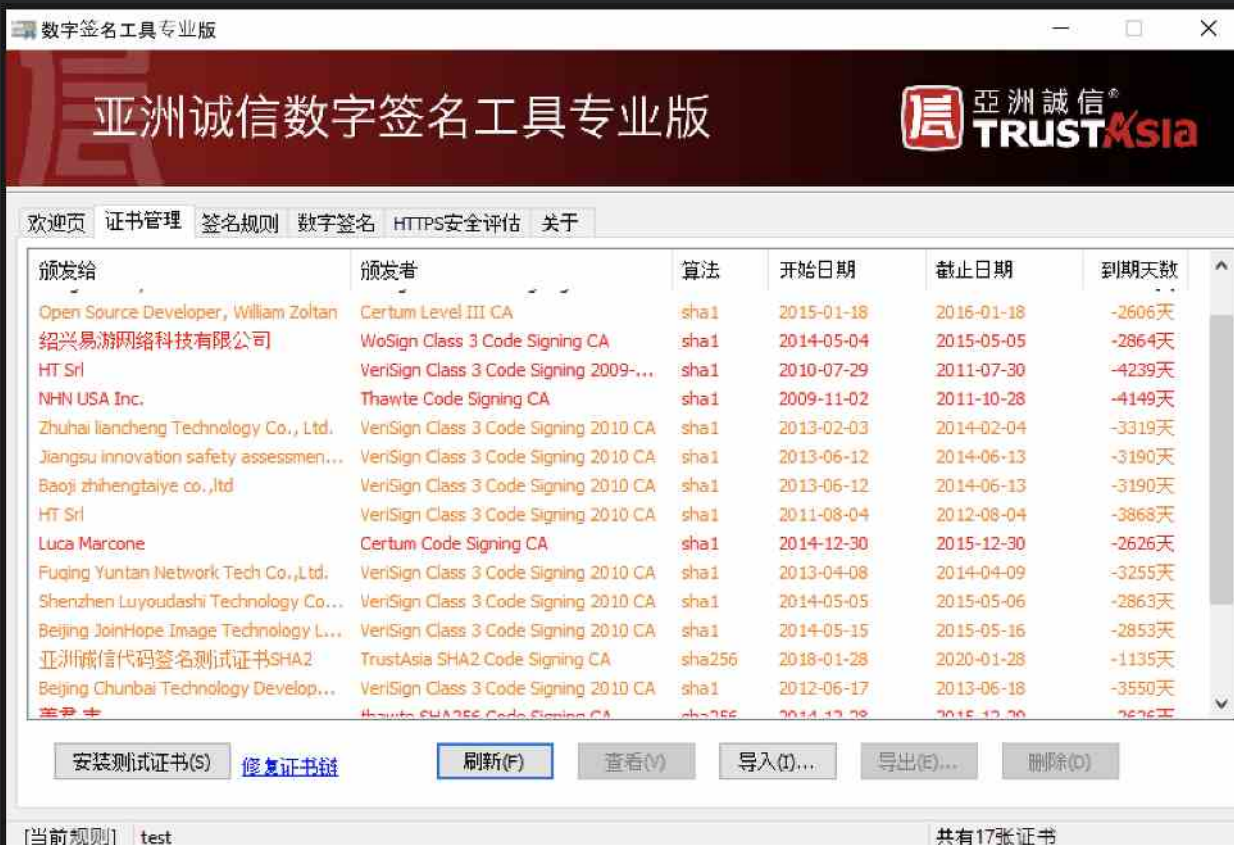 数字签名工具专业版
亚洲诚信数字签名工具专业版
亞洲誠信®
TRUSTAsia
欢迎页 证书管理 签名规则 数字签名 HTTPS安全评估 关于
颁发给 颁发者 算法 开始日期 截止日期 到期天数
Open Source Developer, William Zoltan Certum Level III CA sha1 2015-01-18 2016-01-18 -2606天
绍兴易游网络科技有限公司 WoSign Class 3 Code Signing CA sha1 2014-05-04 2015-05-05 -2864天
HT Srl VeriSign Class 3 Code Signing 2009-... sha1 2010-07-29 2011-07-30 -4239天
NHN USA Inc. Thawte Code Signing CA sha1 2009-11-02 2011-10-28 -4149天
Zhuhai liancheng Technology Co., Ltd. VeriSign Class 3 Code Signing 2010 CA sha1 2013-02-03 2014-02-04 -3319天
Jiangsu innovation safety assessmen... VeriSign Class 3 Code Signing 2010 CA sha1 2013-06-12 2014-06-13 -3190天
Baoji zhihengtaiye co.,ltd VeriSign Class 3 Code Signing 2010 CA sha1 2013-06-12 2014-06-13 -3190天
HT Srl VeriSign Class 3 Code Signing 2010 CA sha1 2011-08-04 2012-08-04 -3868天
Luca Marcone Certum Code Signing CA sha1 2014-12-30 2015-12-30 -2626天
Fuqing Yuntan Network Tech Co.,Ltd. VeriSign Class 3 Code Signing 2010 CA sha1 2013-04-08 2014-04-09 -3255天
Shenzhen Luyoudashi Technology Co... VeriSign Class 3 Code Signing 2010 CA sha1 2014-05-05 2015-05-06 -2863天
Beijing JoinHope Image Technology L... VeriSign Class 3 Code Signing 2010 CA sha1 2014-05-15 2015-05-16 -2853天
亚洲诚信代码签名测试证书SHA2 TrustAsia SHA2 Code Signing CA sha256 2018-01-28 2020-01-28 -1135天
Beijing Chunbai Technology Develop... VeriSign Class 3 Code Signing 2010 CA sha1 2012-06-17 2013-06-18 -3550天
thawte SHA256 Code Signing CA sha256 2014-12-28 2015-12-29 -2626天
安装测试证书(S) 修复证书链 刷新(F) 查看(V) 导入(I)... 导出(E)... 删除(D)
[当前规则] test 共有17张证书